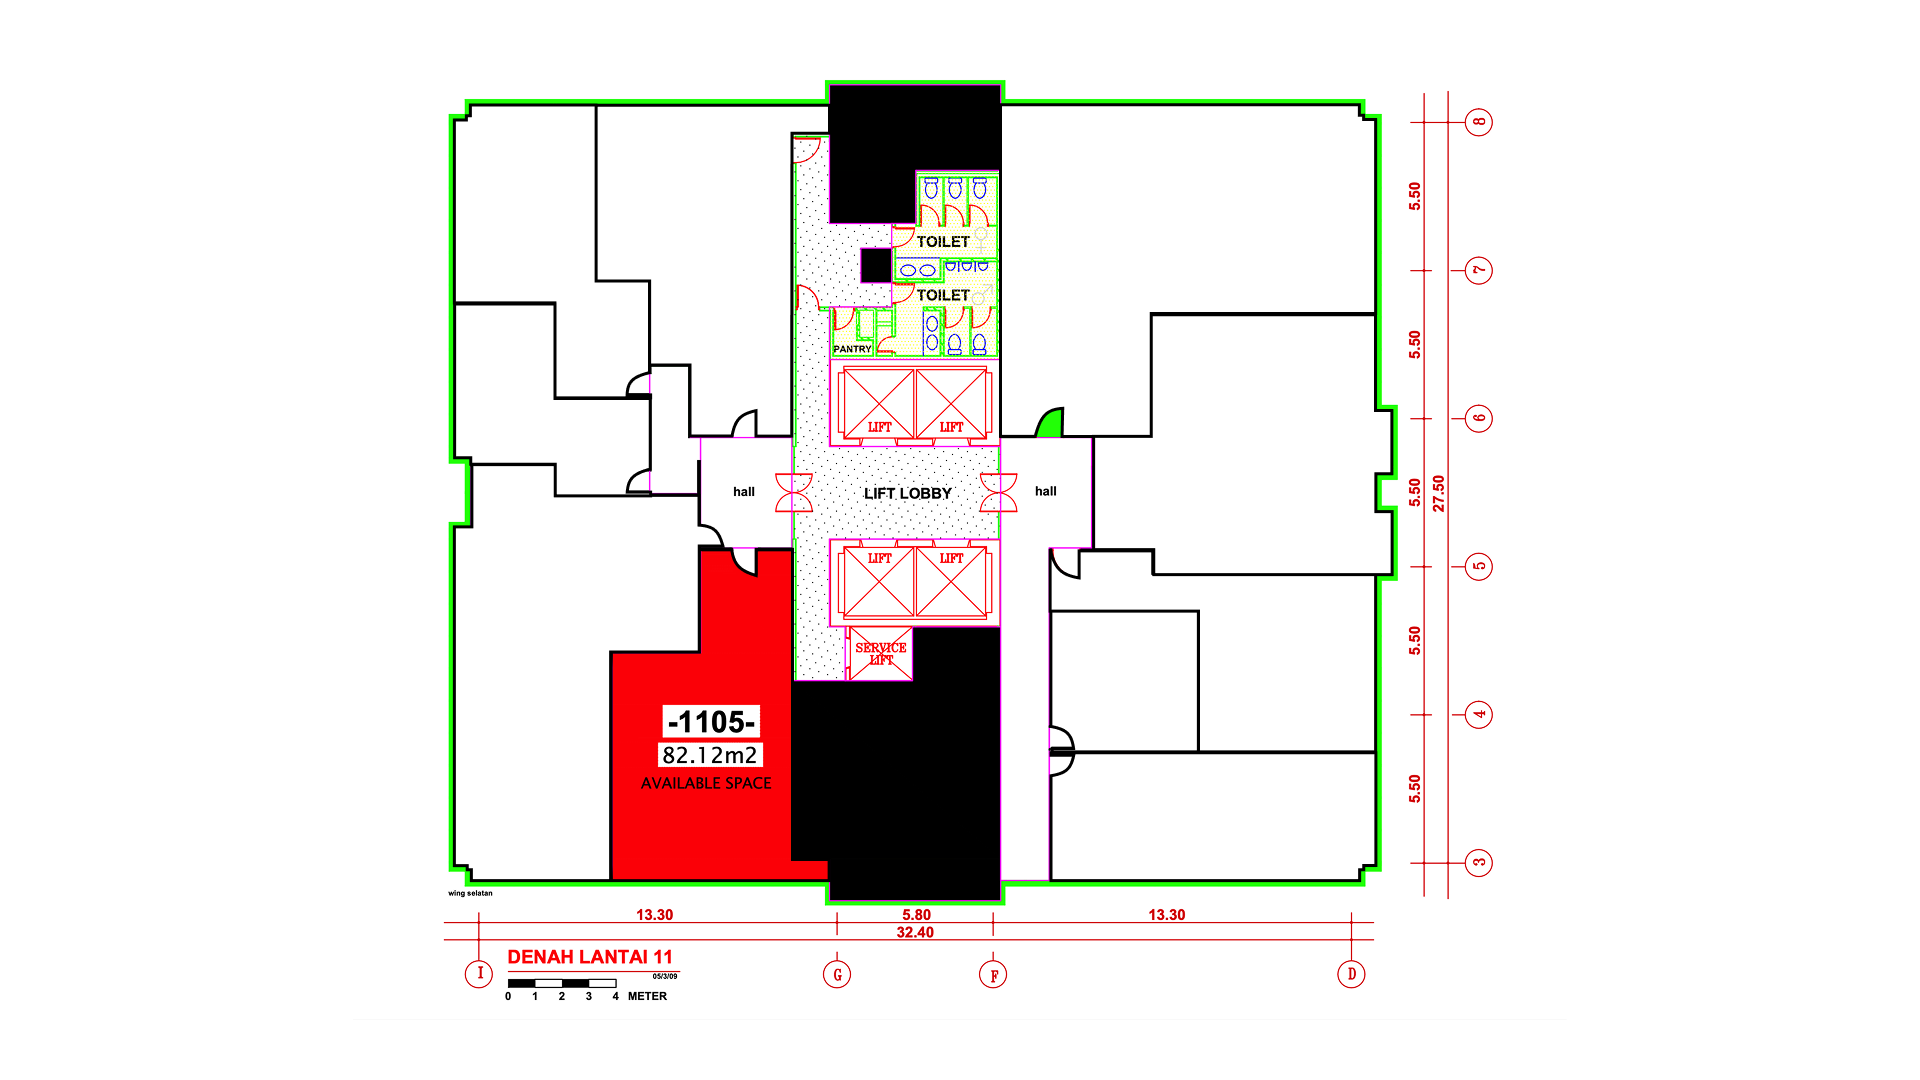 8
5.50
7
TOILET
TOILET
5.50
PANTRY
6
LIFT
LIFT
hall
LIFT LOBBY
hall
5.50
27.50
LIFT
LIFT
5
SERVICE
LIFT
5.50
-1105-
4
82.12m2
AVAILABLE SPACE
5.50
3
wing selatan
13.30
5.80
13.30
32.40
DENAH LANTAI 11
I
G
F
D
05/3/09
0 1 2 3 4 METER